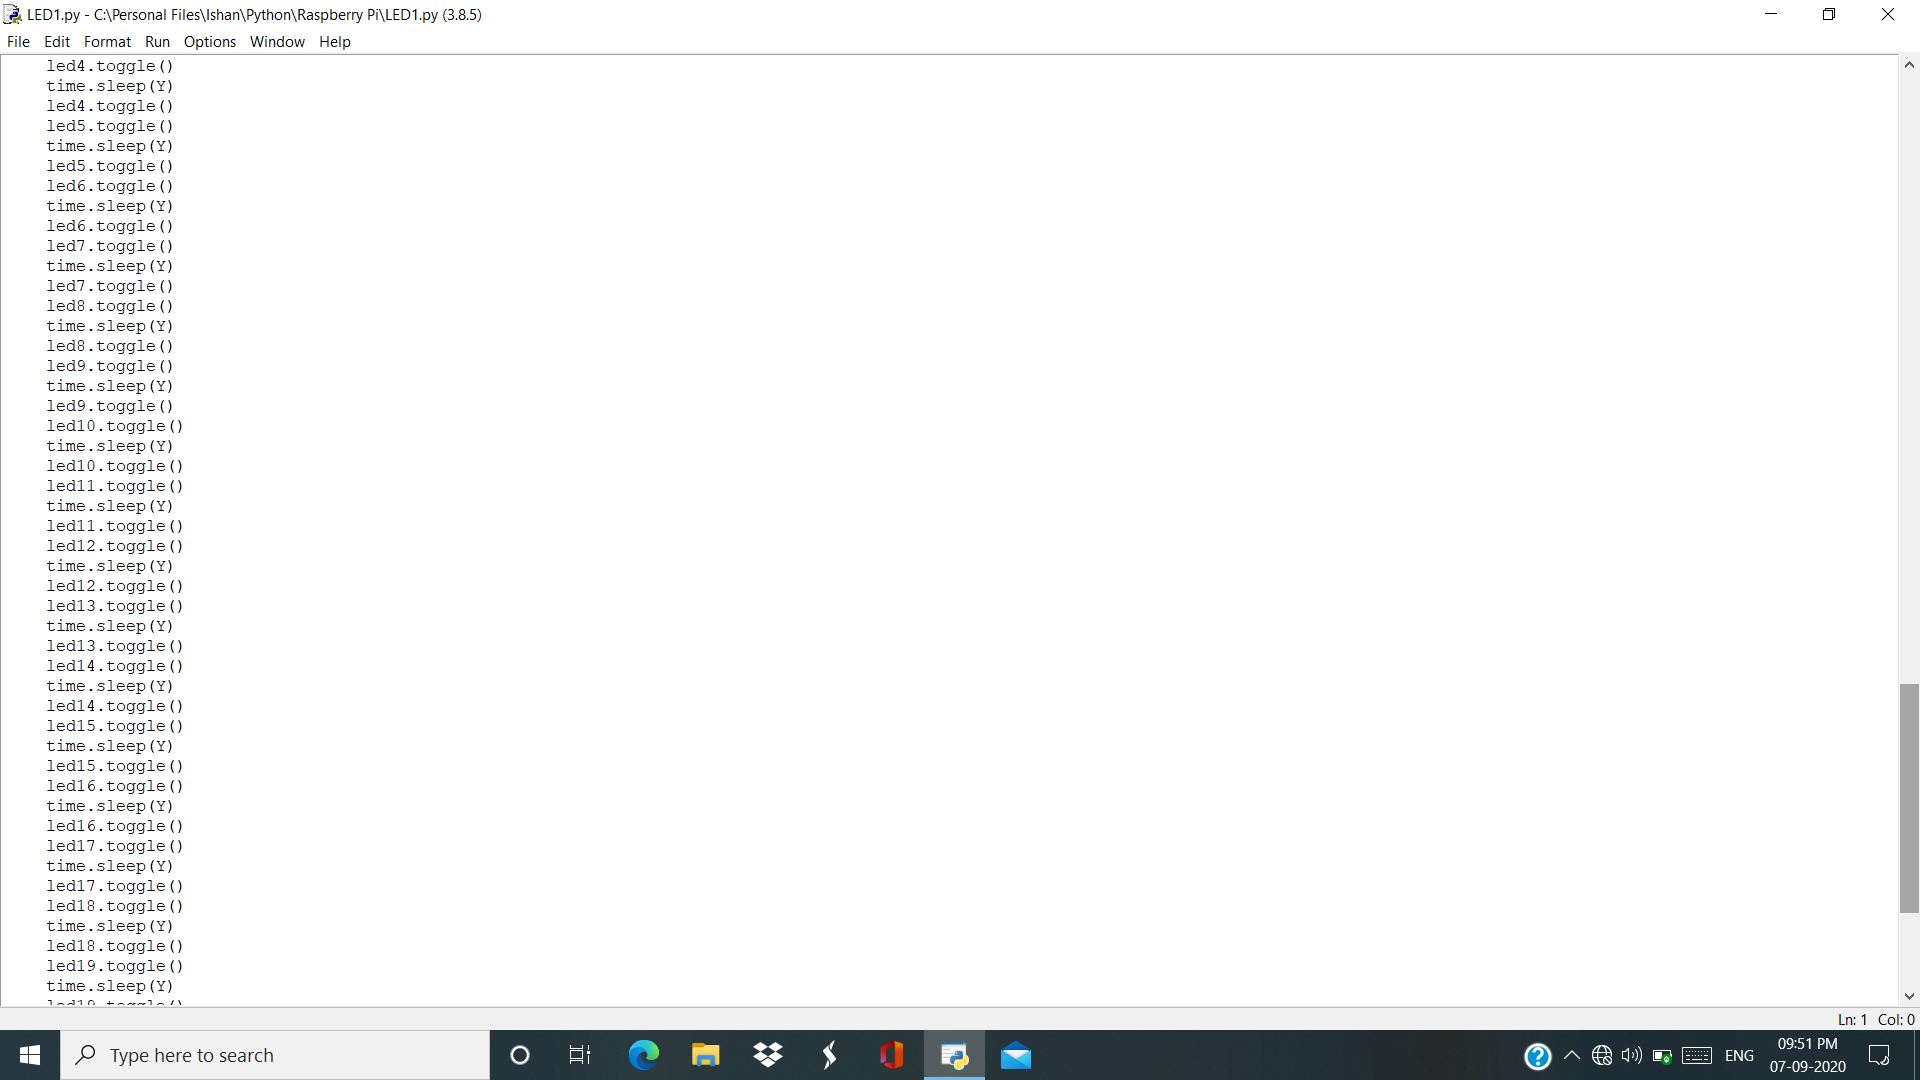 LED1.py - C:\Personal Files\Ishan\Python\Raspberry Pi\LED1.py (3.8.5)
File Edit Format Run Options Window Help
led4.toggle()
time.sleep(Y)
led4.toggle()
led5.toggle()
time.sleep(Y)
led5.toggle()
led6.toggle()
time.sleep(Y)
led6.toggle()
led7.toggle()
time.sleep(Y)
led7.toggle()
led8.toggle()
time.sleep(Y)
led8.toggle()
led9.toggle()
time.sleep(Y)
led9.toggle()
led10.toggle()
time.sleep(Y)
led10.toggle()
led11.toggle()
time.sleep(Y)
led11.toggle()
led12.toggle()
time.sleep(Y)
led12.toggle()
led13.toggle()
time.sleep(Y)
led13.toggle()
led14.toggle()
time.sleep(Y)
led14.toggle()
led15.toggle()
time.sleep(Y)
led15.toggle()
led16.toggle()
time.sleep(Y)
led16.toggle()
led17.toggle()
time.sleep(Y)
led17.toggle()
led18.toggle()
time.sleep(Y)
led18.toggle()
led19.toggle()
time.sleep(Y)
led19.toggle()
Ln: 1 Col: 0
Type here to search
ENG
09:51 PM
07-09-2020